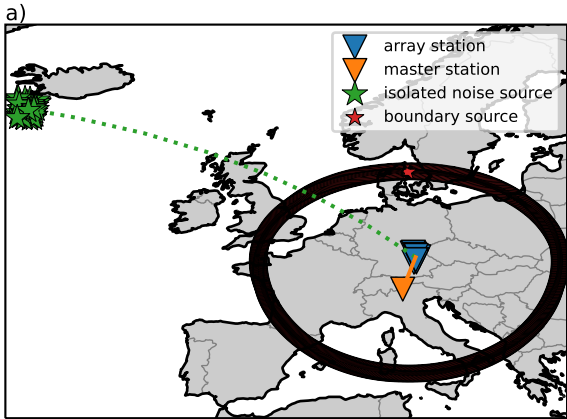 a)
array station
master station
isolated noise source
boundary source